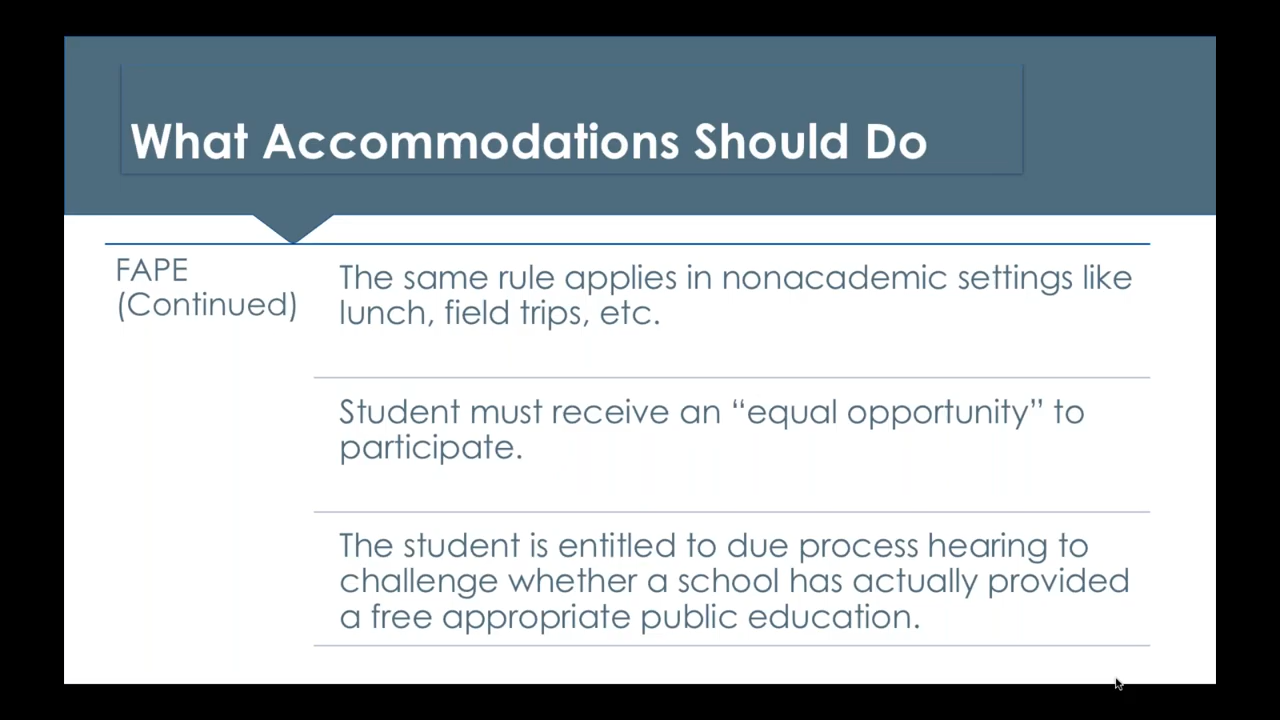 What Accommodations Should Do
FAPE
(Continued)
The same rule applies in nonacademic settings like
lunch, field trips, etc.
Student must receive an “equal opportunity” to
participate.
The student is entitled to due process hearing to
challenge whether a school has actually provided
a free appropriate public education.